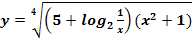 y = ⁴√((5 + log₂ 1/x)(x² + 1))